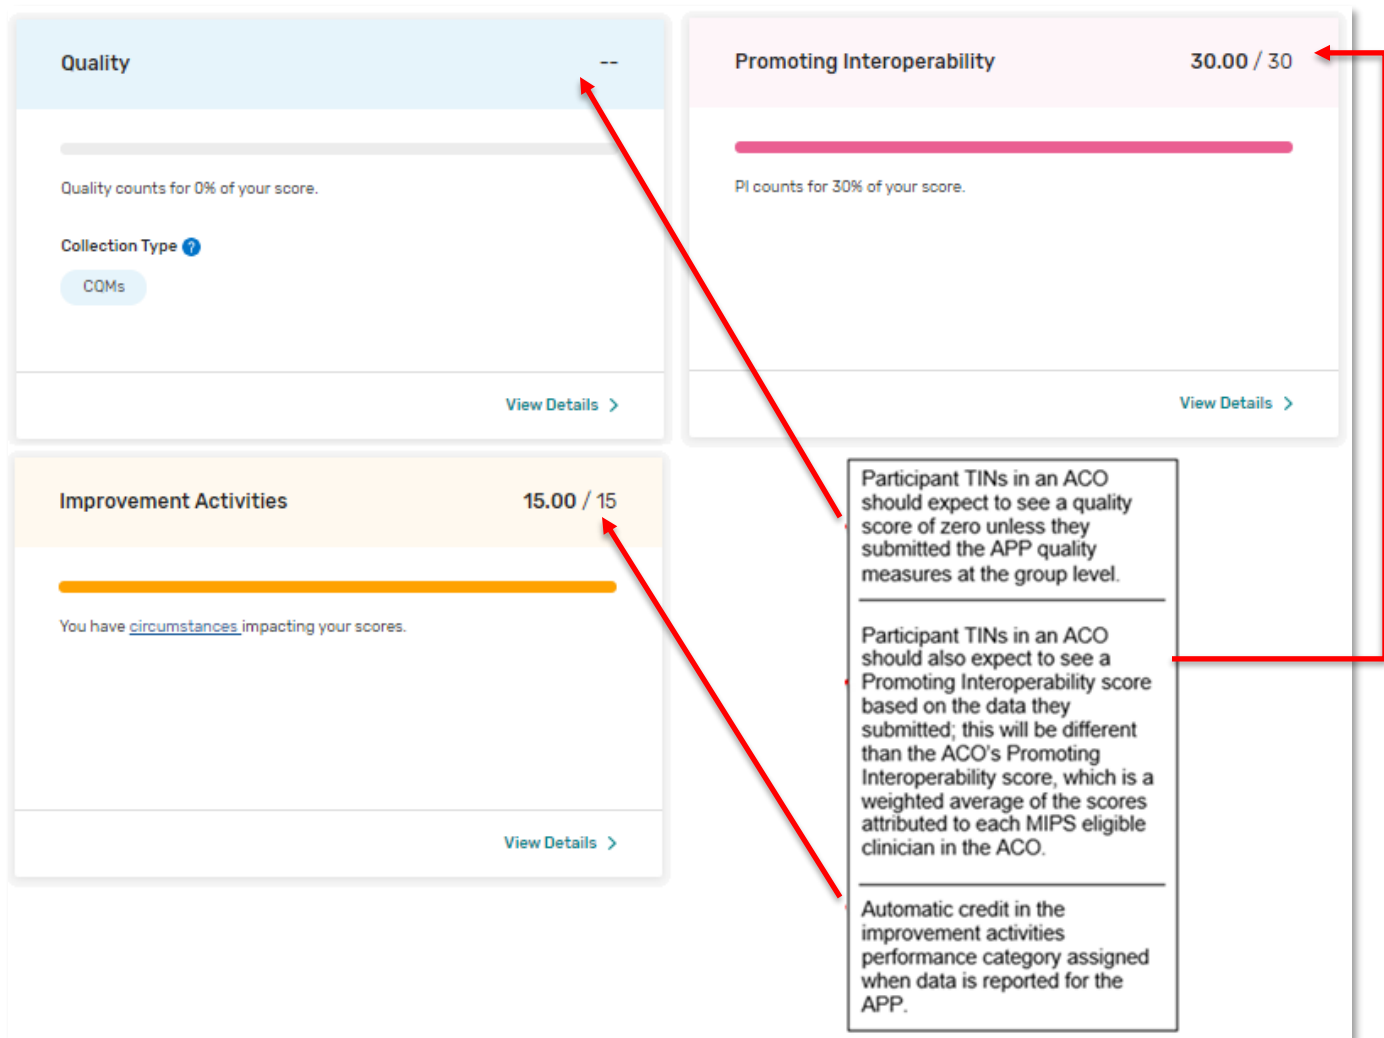 Quality --
Quality counts for 0% of your score.
Collection Type ?
CQMs
View Details >
Promoting Interoperability 30.00 / 30
PI counts for 30% of your score.
View Details >
Improvement Activities 15.00 / 15
You have circumstances impacting your scores.
View Details >
Participant TINs in an ACO
should expect to see a quality
score of zero unless they
submitted the APP quality
measures at the group level.
Participant TINs in an ACO
should also expect to see a
Promoting Interoperability score
based on the data they
submitted; this will be different
than the ACO's Promoting
Interoperability score, which is a
weighted average of the scores
attributed to each MIPS eligible
clinician in the ACO.
Automatic credit in the
improvement activities
performance category assigned
when data is reported for the
APP.